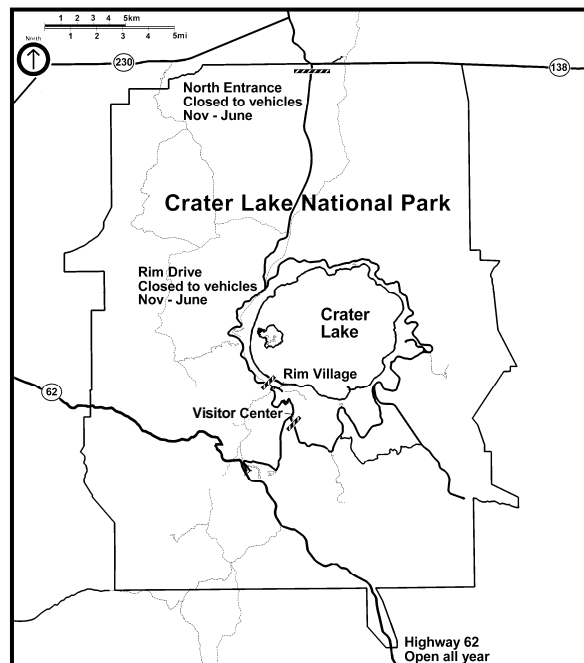 1 2 3 4 5km
1 2 3 4 5mi
North
230
138
North Entrance
Closed to vehicles
Nov - June
Crater Lake National Park
Rim Drive
Closed to vehicles
Nov - June
Crater
Lake
Rim Village
62
Visitor Center
Highway 62
Open all year